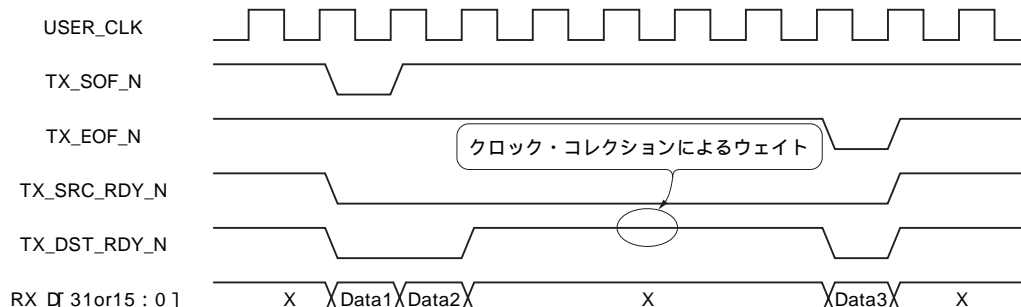 USER_CLK
TX_SOF_N
TX_EOF_N
クロック・コレクションによるウェイト
TX_SRC_RDY_N
TX_DST_RDY_N
RX_D[31or15:0] X Data1 Data2 X Data3 X